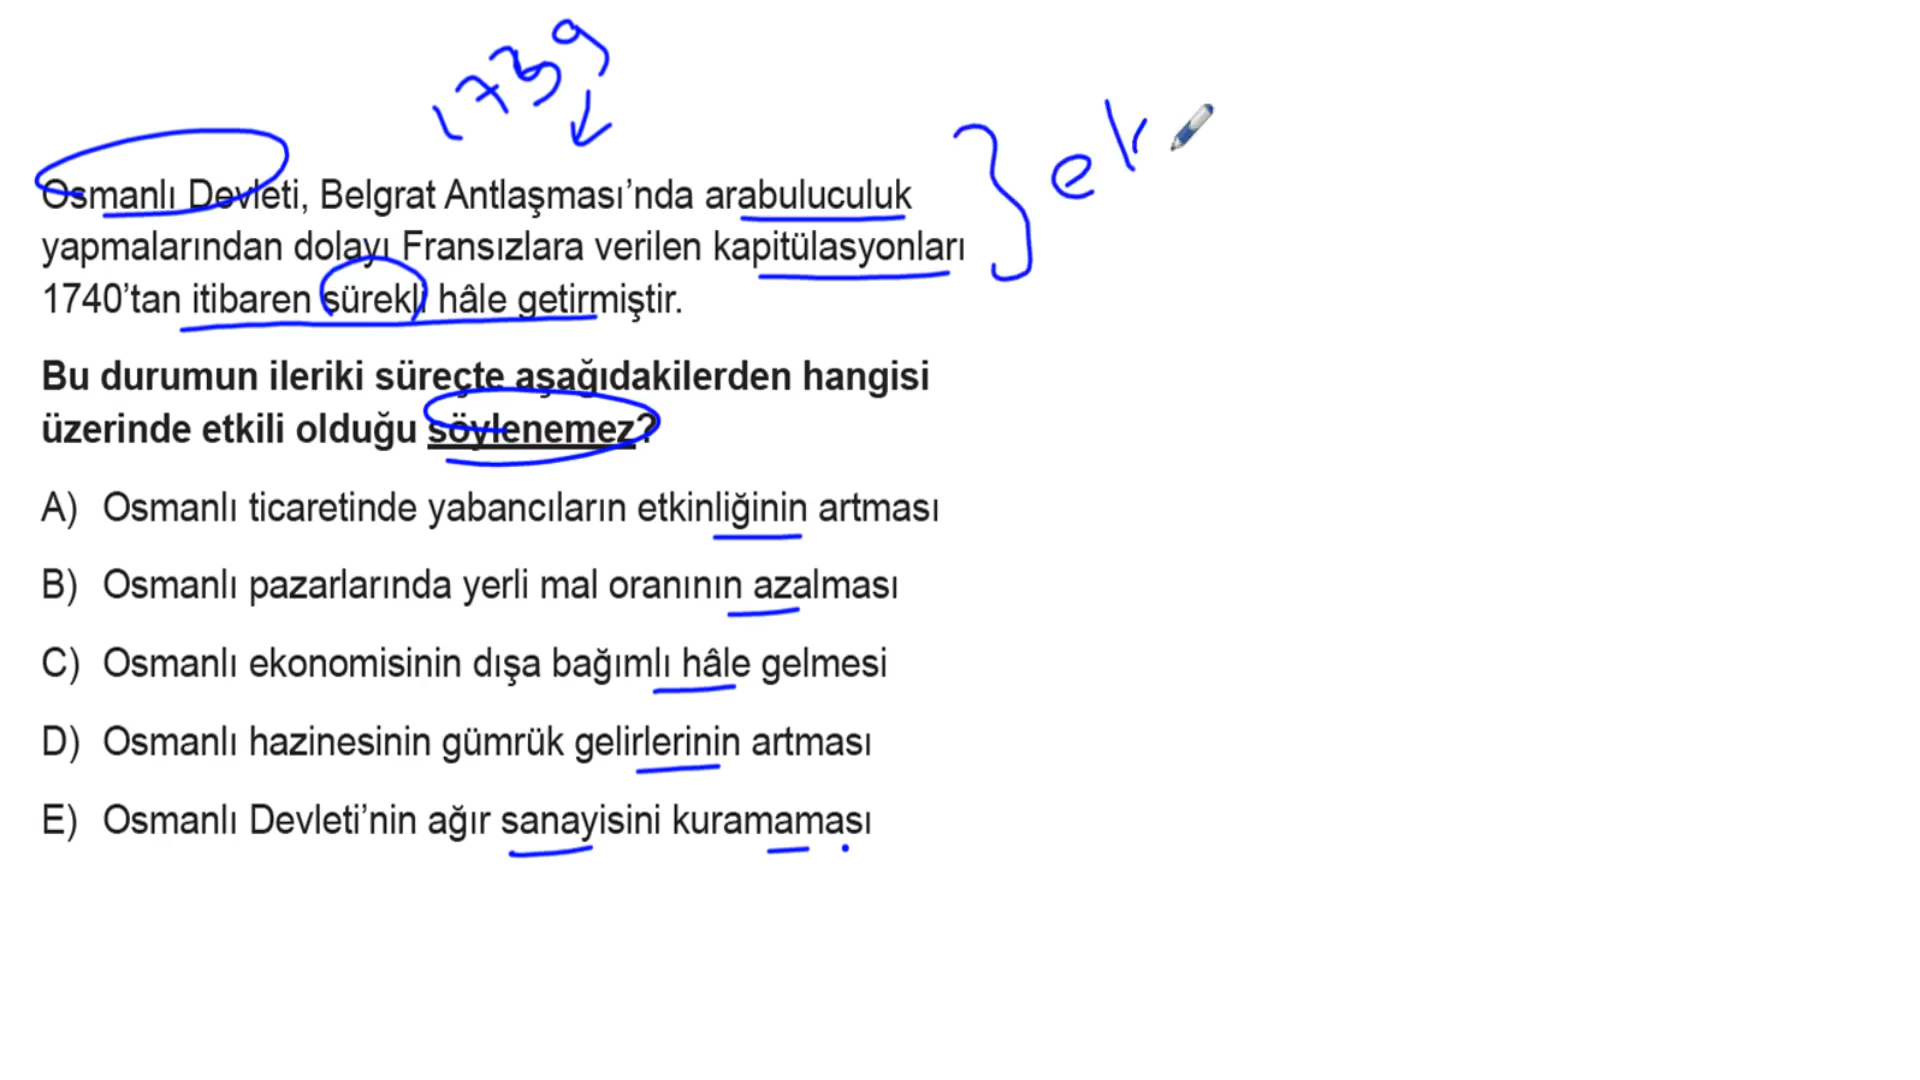 1739
Osmanlı Devleti, Belgrat Antlaşması’nda arabuluculuk
yapmalarından dolayı Fransızlara verilen kapitülasyonları
1740’tan itibaren sürekli hâle getirmiştir.
ek
Bu durumun ileriki süreçte aşağıdakilerden hangisi
üzerinde etkili olduğu söylenemez?
A) Osmanlı ticaretinde yabancıların etkinliğinin artması
B) Osmanlı pazarlarında yerli mal oranının azalması
C) Osmanlı ekonomisinin dışa bağımlı hâle gelmesi
D) Osmanlı hazinesinin gümrük gelirlerinin artması
E) Osmanlı Devleti’nin ağır sanayisini kuramaması